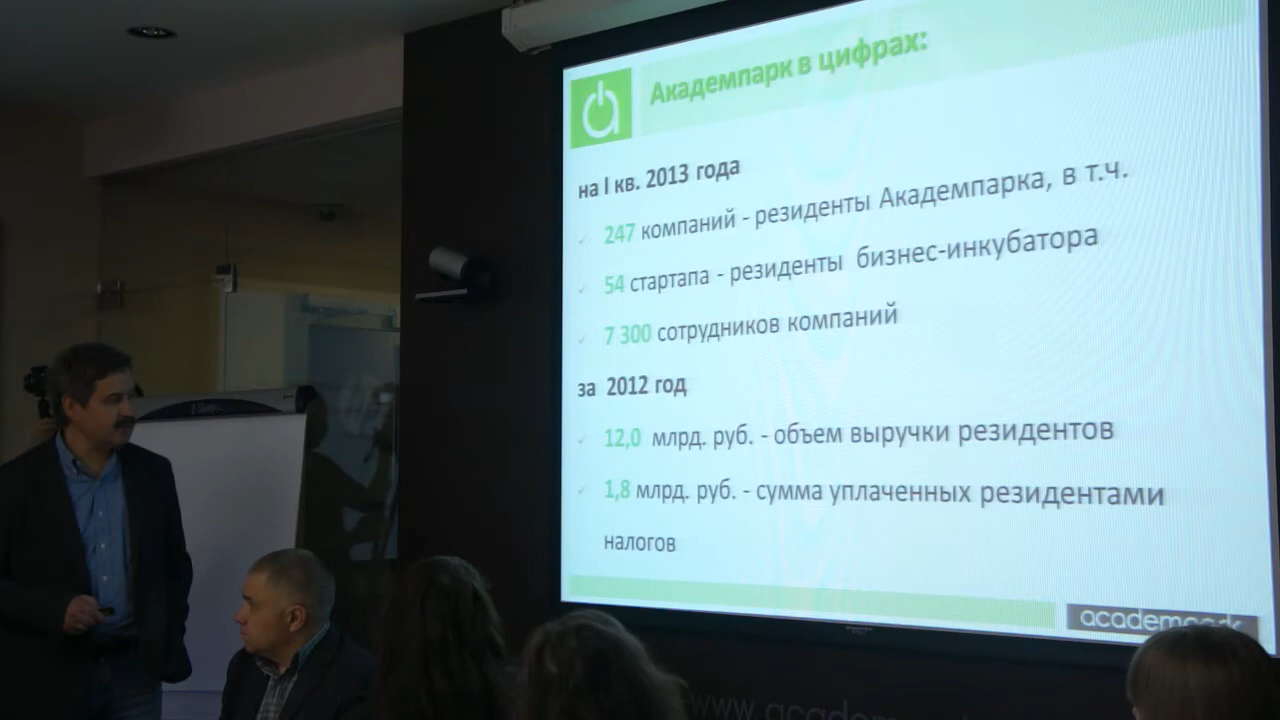 Академпарк в цифрах:
на I кв. 2013 года
247 компаний - резиденты Академпарка, в т.ч.
54 стартапа - резиденты бизнес-инкубатора
7 300 сотрудников компаний
за 2012 год
12,0 млрд. руб. - объем выручки резидентов
1,8 млрд. руб. - сумма уплаченных резидентами
налогов
academpark